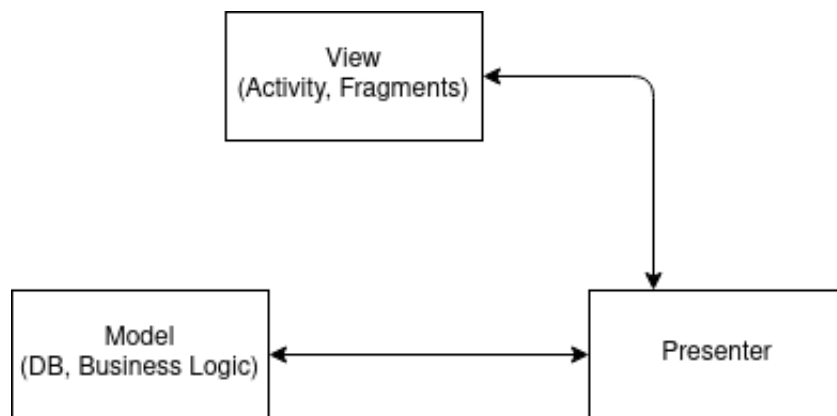 View
(Activity, Fragments)
Model
(DB, Business Logic)
Presenter